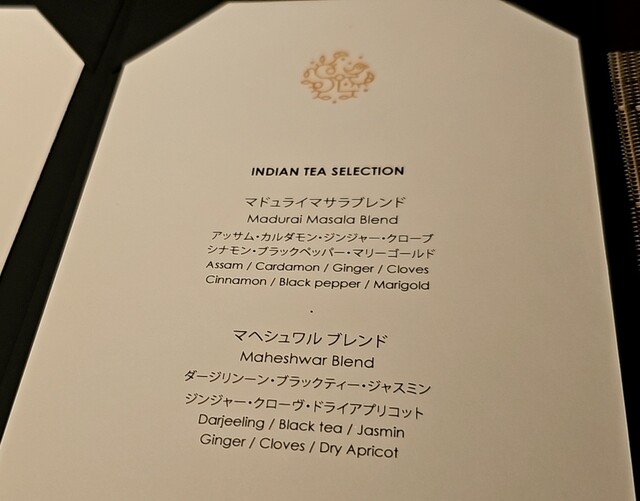 INDIAN TEA SELECTION
マドュライマサラブレンド
Madurai Masala Blend
アッサム・カルダモン・ジンジャー・クローブ
シナモン・ブラックペッパー・マリーゴールド
Assam / Cardamon / Ginger / Cloves
Cinnamon / Black pepper / Marigold
マヘシュワル ブレンド
Maheshwar Blend
ダージリンーン・ブラックティー・ジャスミン
ジンジャー・クローヴ・ドライアプリコット
Darjeeling / Black tea / Jasmin
Ginger / Cloves / Dry Apricot